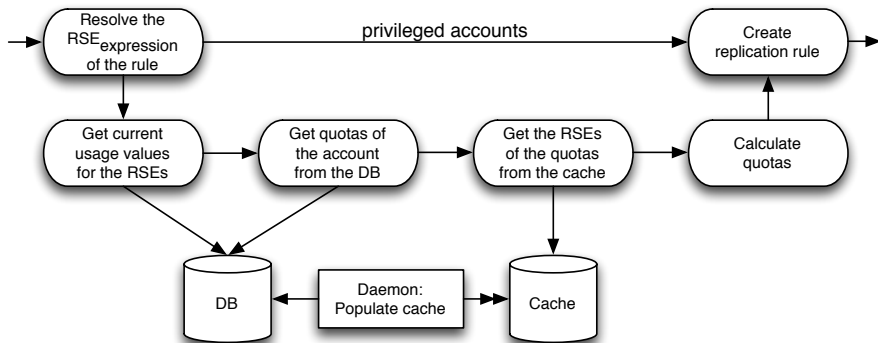 Resolve the
RSE expression
of the rule
privileged accounts
Create
replication rule
Get current
usage values
for the RSEs
Get quotas of
the account
from the DB
Get the RSEs
of the quotas
from the cache
Calculate
quotas
DB
Daemon:
Populate cache
Cache